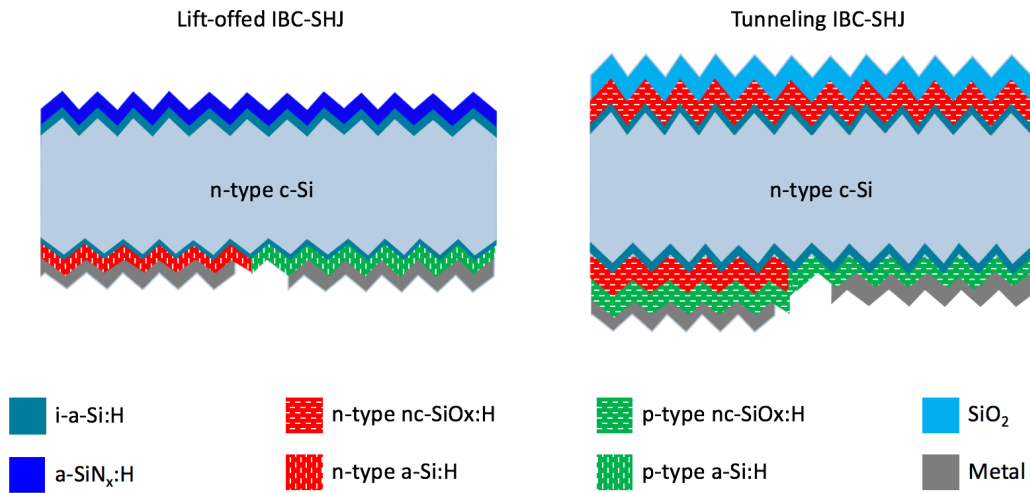 Lift-offed IBC-SHJ
Tunneling IBC-SHJ
n-type c-Si
n-type c-Si
i-a-Si:H
n-type nc-SiOx:H
p-type nc-SiOx:H
SiO₂
a-SiNₓ:H
n-type a-Si:H
p-type a-Si:H
Metal